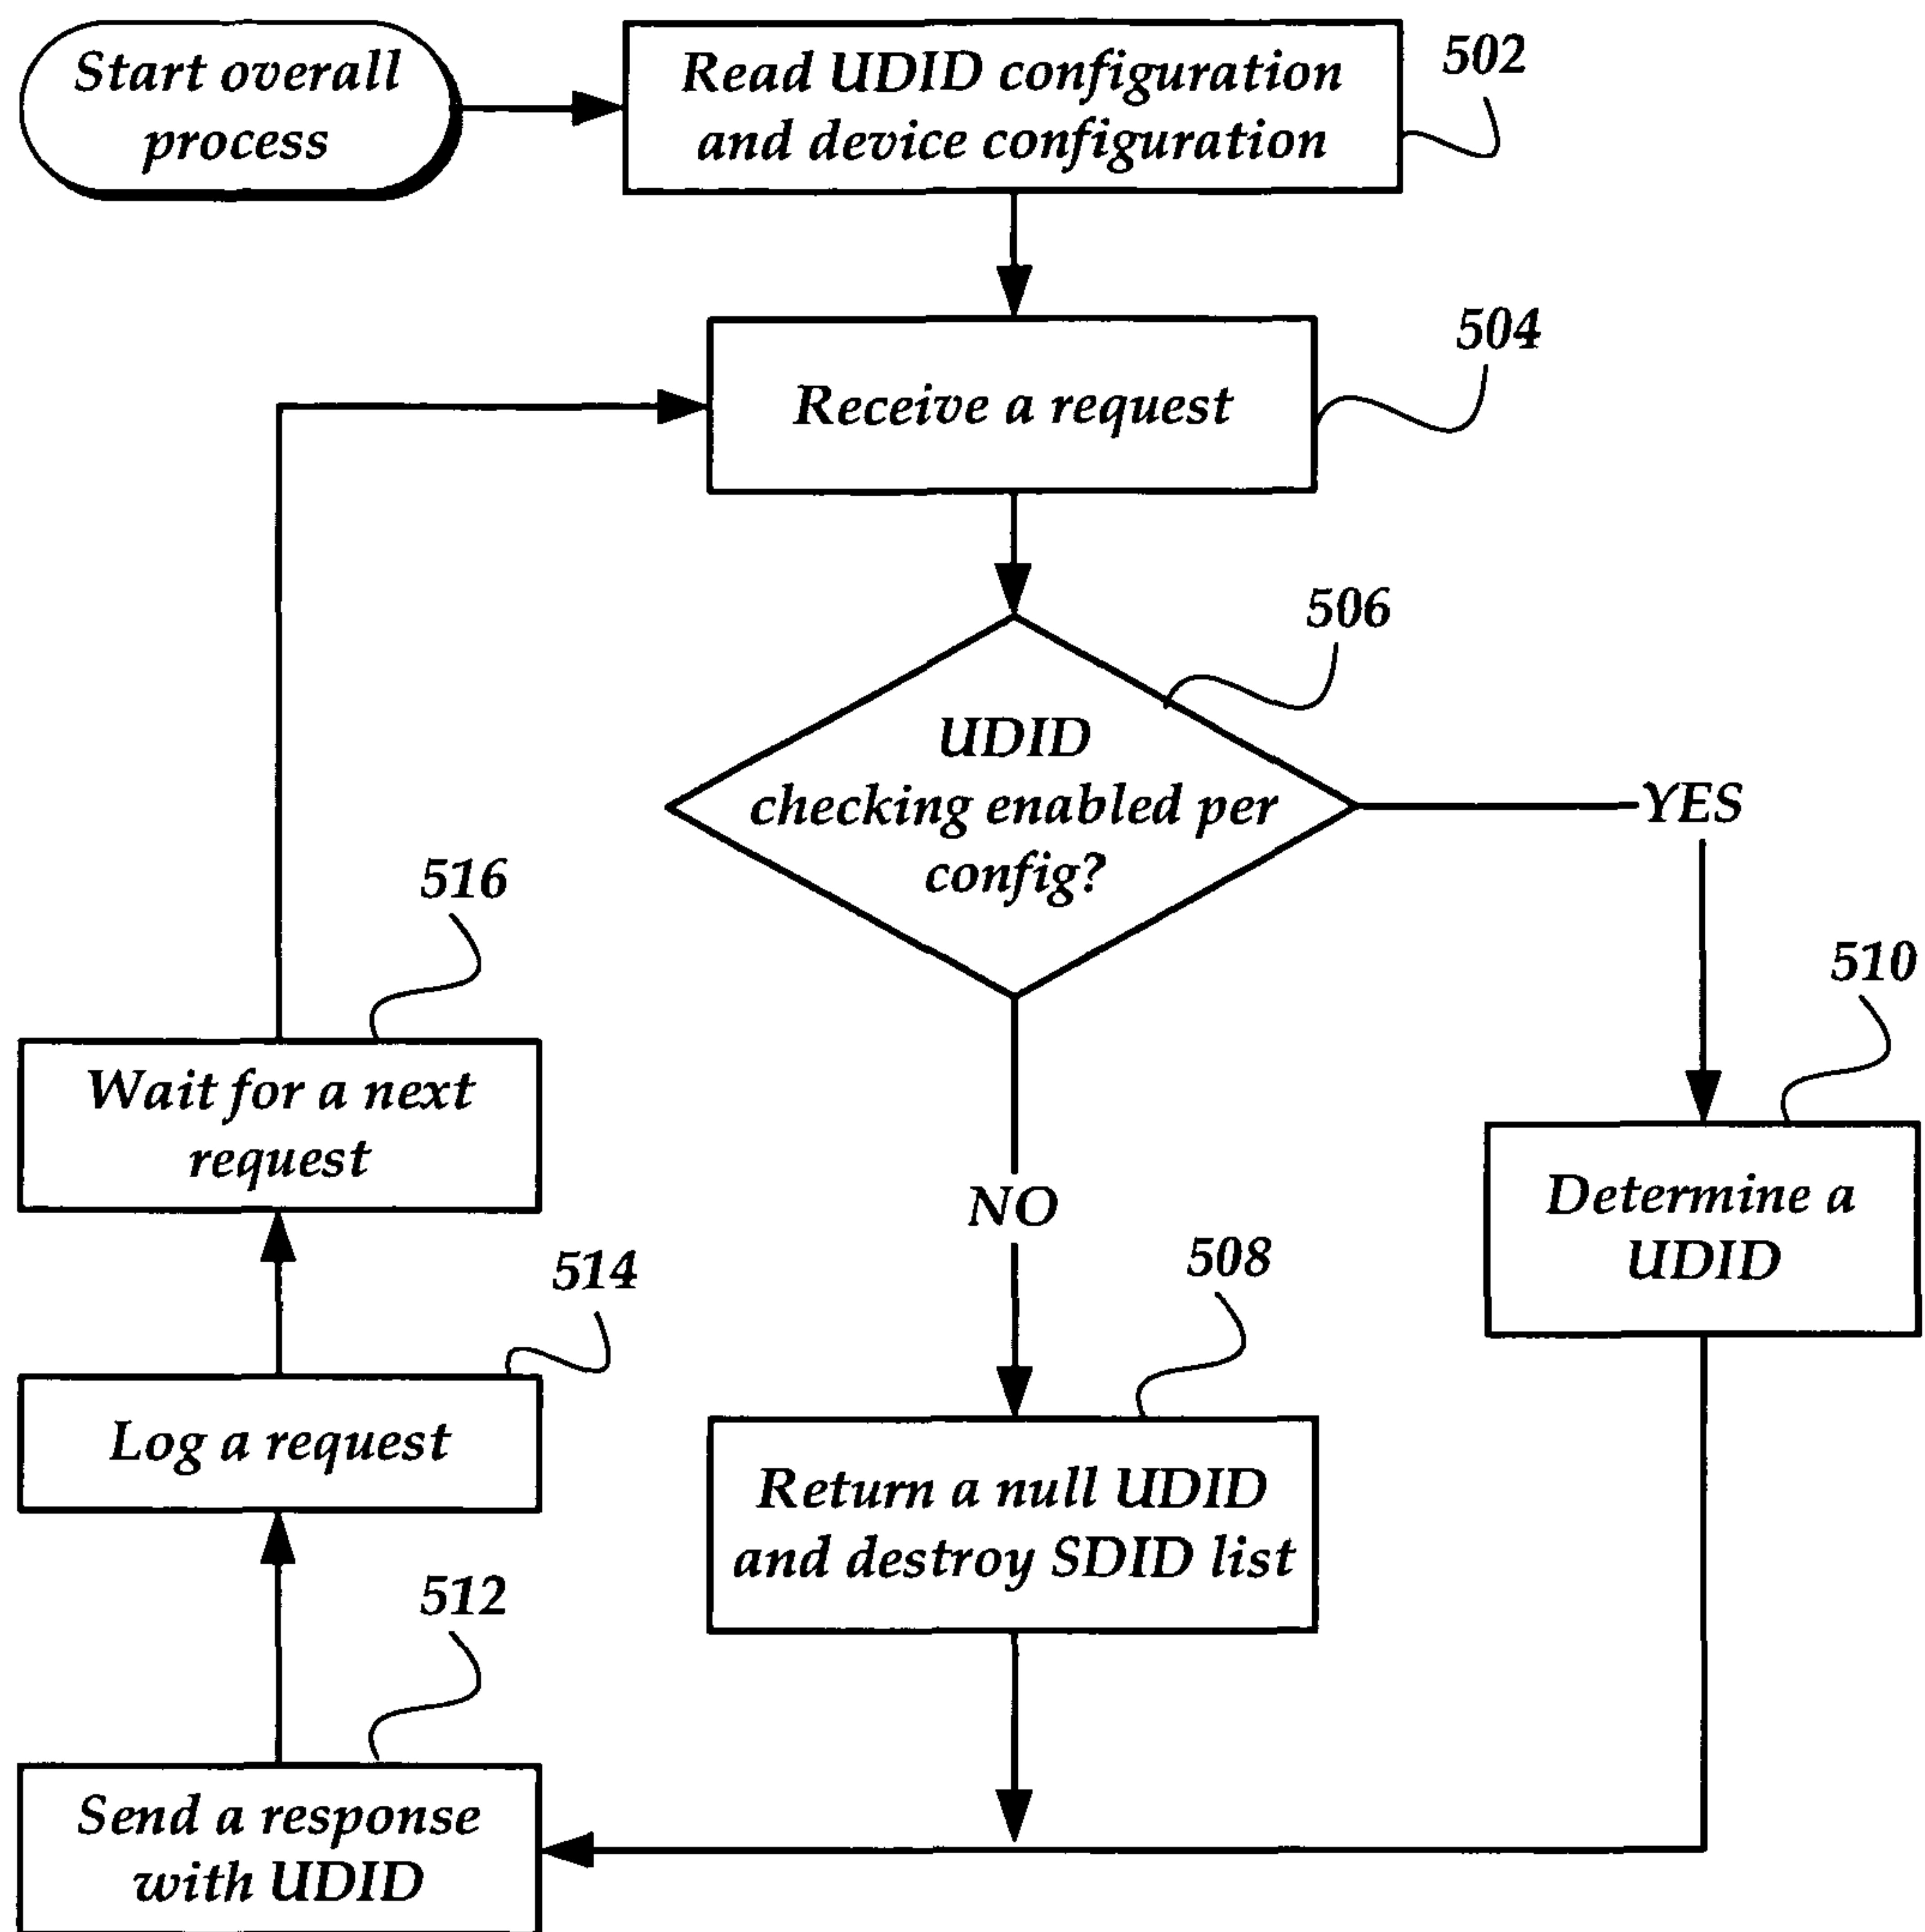 Start overall
process
Read UDID configuration
and device configuration
502
Receive a request
504
506
UDID
checking enabled per
config?
YES
516
Wait for a next
request
510
Determine a
UDID
NO
508
514
Log a request
Return a null UDID
and destroy SDID list
512
Send a response
with UDID